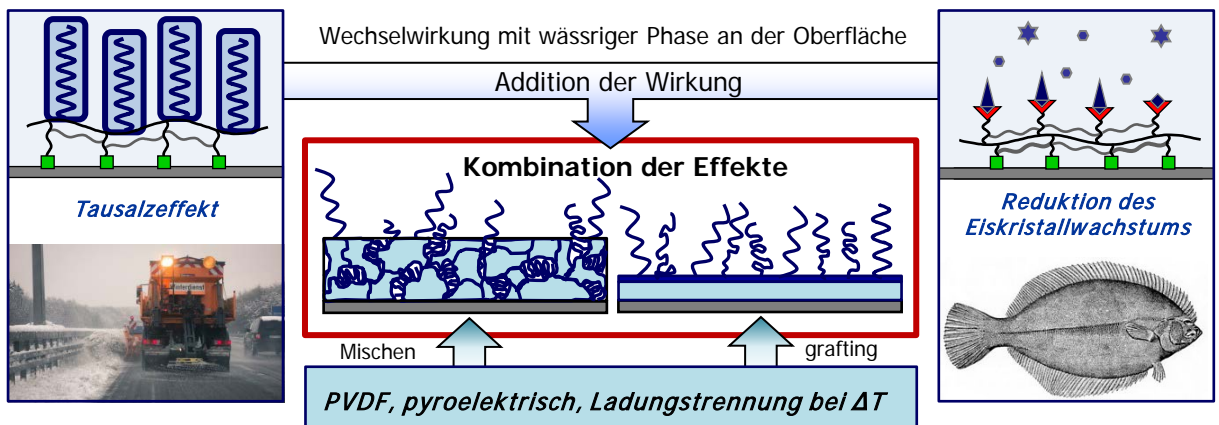 Wechselwirkung mit wässriger Phase an der Oberfläche
Addition der Wirkung
Kombination der Effekte
Tausalzeffekt
Winterdienst
Reduktion des
Eiskristallwachstums
Mischen
grafting
PVDF, pyroelektrisch, Ladungstrennung bei ΔT